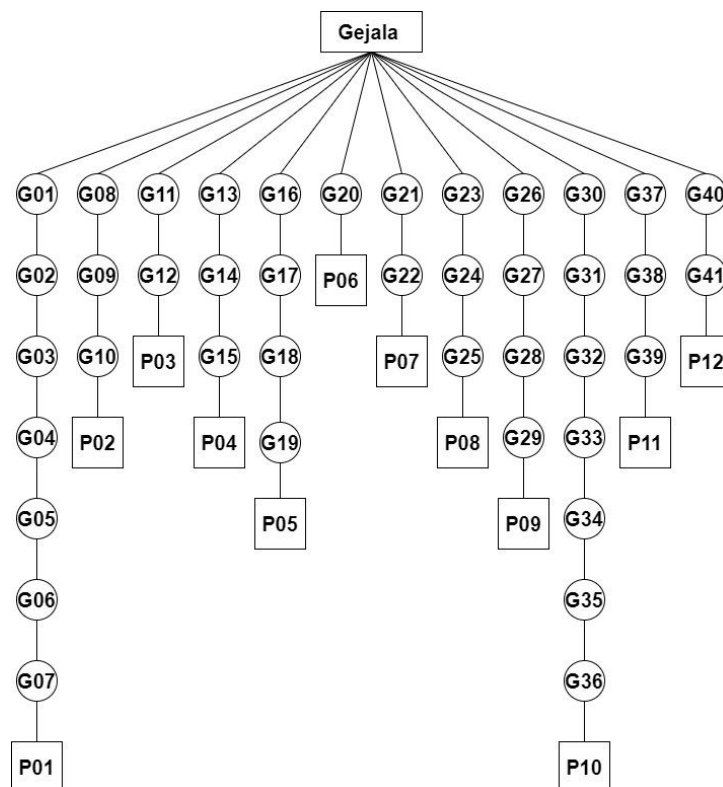 Gejala
G01 G08 G11 G13 G16 G20 G21 G23 G26 G30 G37 G40
G02 G09 G12 G14 G17 P06 G22 G24 G27 G31 G38 G41
G03 G10 P03 G15 G18 P07 G25 G28 G32 G39 P12
G04 P02 P04 G19 P08 G29 G33 P11
G05 P05 P09 G34
G06 G35
G07 G36
P01 P10